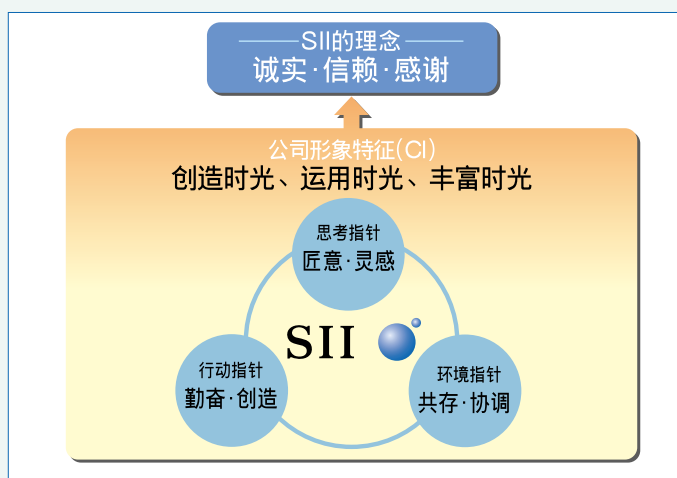 SII的理念
诚实·信赖·感谢
公司形象特征(CI)
创造时光、运用时光、丰富时光
思考指针
匠意·灵感
SII
行动指针
勤奋·创造
环境指针
共存·协调